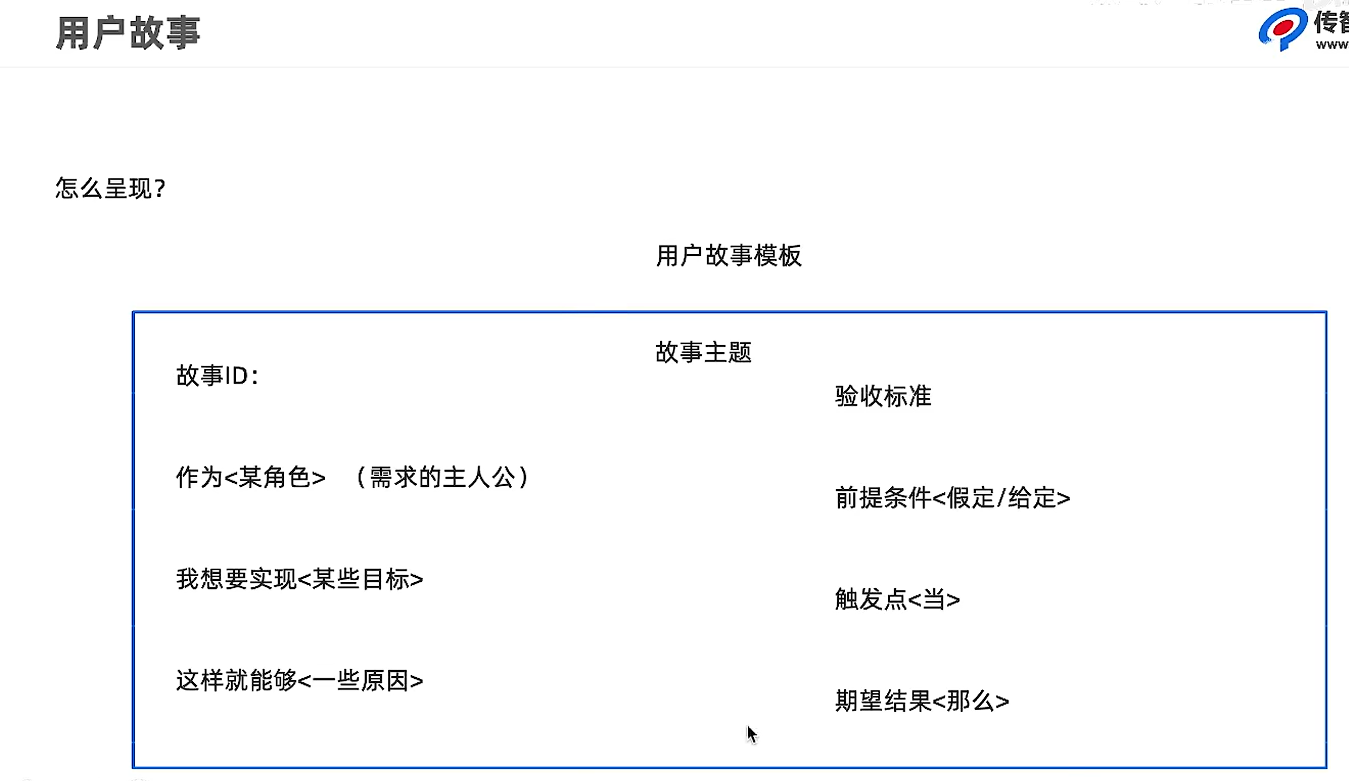 用户故事
传智
www
怎么呈现？
用户故事模板
故事主题
故事ID：
作为<某角色> （需求的主人公）
我想要实现<某些目标>
这样就能够<一些原因>
验收标准
前提条件<假定/给定>
触发点<当>
期望结果<那么>